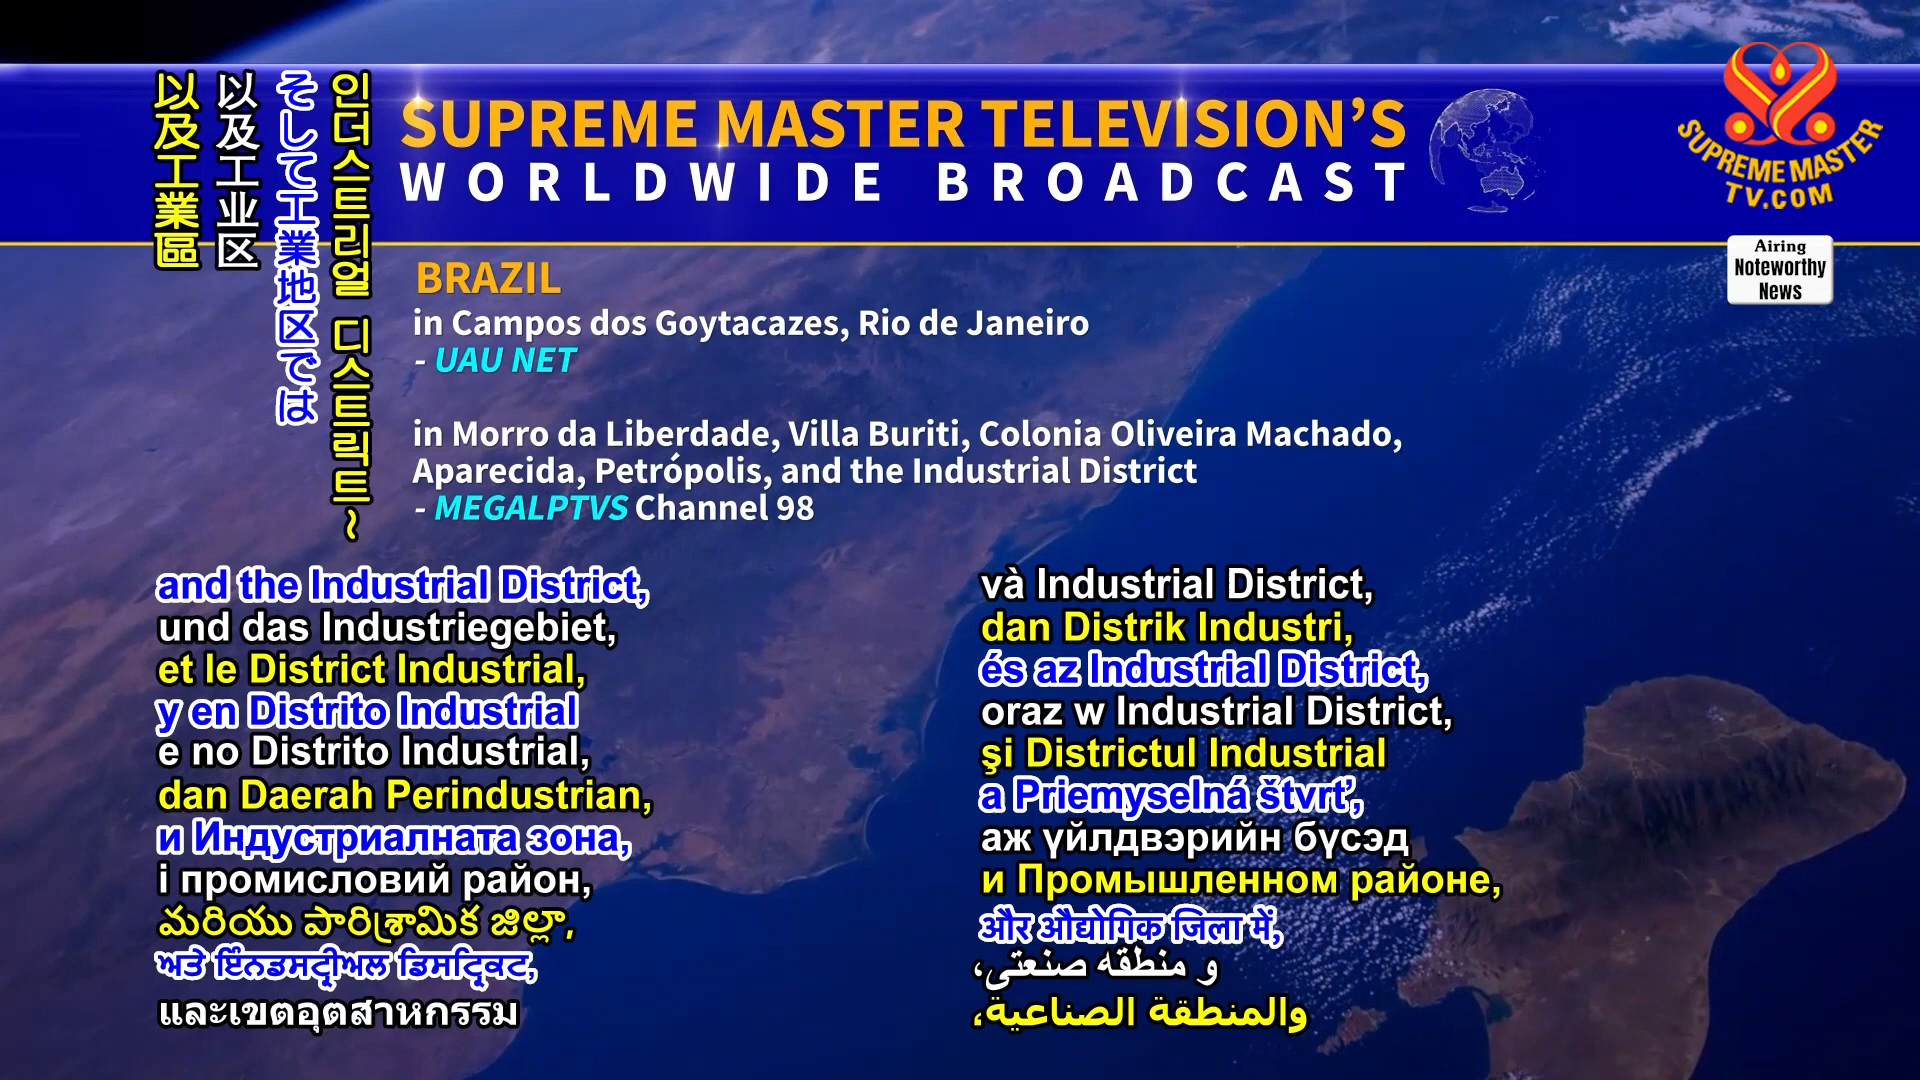 以及工業區
以及工业区
そして工業地区では
인더스트리얼 디스트릭트~
SUPREME MASTER TELEVISION'S
WORLDWIDE BROADCAST
SUPREME MASTER
TV.COM
Airing
Noteworthy
News
BRAZIL
in Campos dos Goytacazes, Rio de Janeiro
- UAU NET
in Morro da Liberdade, Villa Buriti, Colonia Oliveira Machado,
Aparecida, Petrópolis, and the Industrial District
- MEGALPTVS Channel 98
and the Industrial District,
und das Industriegebiet,
et le District Industrial,
y en Distrito Industrial
e no Distrito Industrial,
dan Daerah Perindustrian,
и Индустриалната зона,
і промисловий район,
మరియు పారిశ్రామిక జిల్లా,
ਅਤੇ ਇੰਨਡਸਟ੍ਰੀਅਲ ਡਿਸਟ੍ਰਿਕਟ,
และเขตอุตสาหกรรม
và Industrial District,
dan Distrik Industri,
és az Industrial District,
oraz w Industrial District,
şi Districtul Industrial
a Priemyselná štvrť,
аж үйлдвэрийн бүсэд
и Промышленном районе,
और औद्योगिक जिला में,
و منطقه صنعتی،
والمنطقة الصناعية،